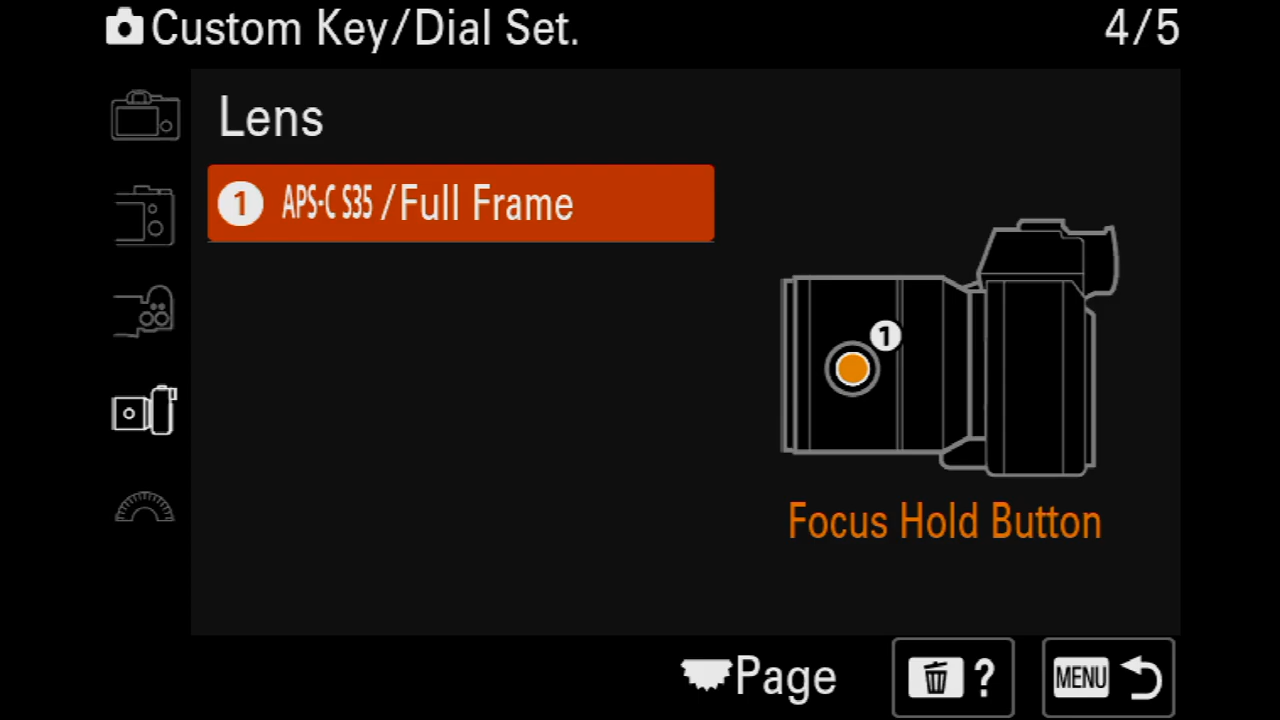 Custom Key/Dial Set. 4/5
Lens
1 APS-C S35 / Full Frame
1
Focus Hold Button
Page ? MENU